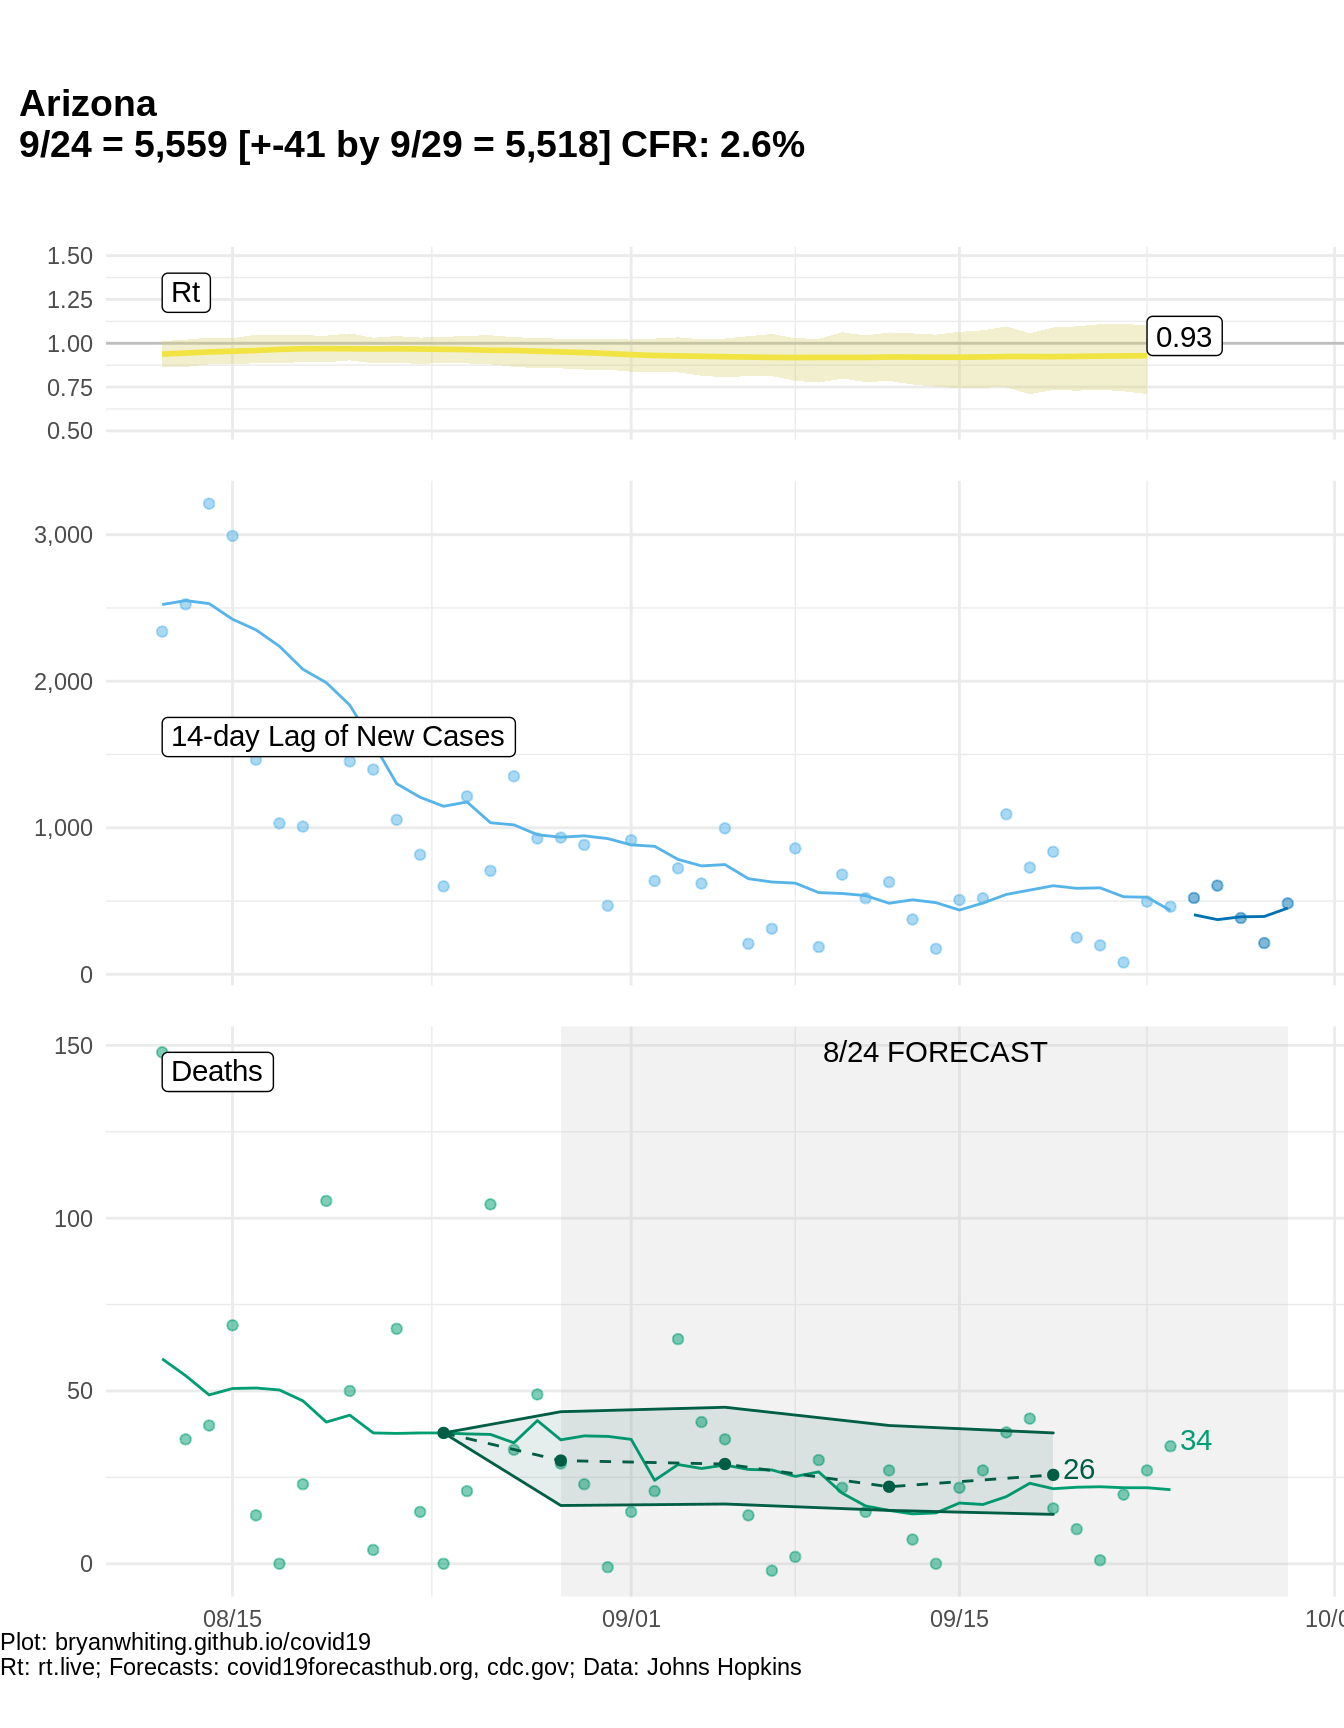 Arizona
9/24 = 5,559 [+-41 by 9/29 = 5,518] CFR: 2.6%
1.50
1.25
1.00
0.75
0.50
Rt
0.93
3,000
2,000
1,000
0
14-day Lag of New Cases
150
100
50
0
Deaths
8/24 FORECAST
34
26
08/15
09/01
09/15
Plot: bryanwhiting.github.io/covid19
Rt: rt.live; Forecasts: covid19forecasthub.org, cdc.gov; Data: Johns Hopkins